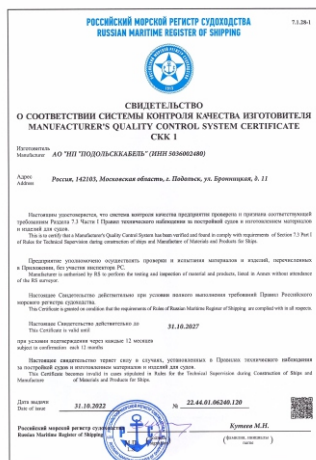 РОССИЙСКИЙ МОРСКОЙ РЕГИСТР СУДОХОДСТВА
7.1.28-1
RUSSIAN MARITIME REGISTER OF SHIPPING
СВИДЕТЕЛЬСТВО
О СООТВЕТСТВИИ СИСТЕМЫ КОНТРОЛЯ КАЧЕСТВА ИЗГОТОВИТЕЛЯ
MANUFACTURER'S QUALITY CONTROL SYSTEM CERTIFICATE
СКК 1
Изготовитель
Manufacturer
АО "НП "ПОДОЛЬСККАБЕЛЬ" (ИНН 5036002480)
Адрес
Address
Россия, 142103, Московская область, г. Подольск, ул. Бронницкая, д. 11
Настоящим удостоверяется, что система контроля качества предприятия проверена и признана соответствующей
требованиям Раздела 7.3 Части I Правил технического наблюдения за постройкой судов и изготовлением материалов
и изделий для судов.
This is to certify that a Manufacturer's Quality Control System has been verified and found to comply with requirements of Section 7.3 Part I
of Rules for Technical Supervision during construction of ships and Manufacture of Materials and Products for Ships.
Предприятие уполномочено осуществлять проверки и испытания материалов и изделий, перечисленных
в Приложении, без участия инспектора РС.
Manufacturer is authorized by RS to perform the testing and inspection of material and products, listed in Annex without attendance
of the RS surveyor.
Настоящее Свидетельство действительно при условии полного выполнения требований Правил Российского
морского регистра судоходства.
This Certificate is granted on condition that the requirements of Rules of Russian Maritime Register of Shipping are complied with in all respects.
Настоящее Свидетельство действительно до
This Certificate is valid until
31.10.2027
при условии подтверждения через каждые 12 месяцев
subject to confirmation each 12 months
Настоящее свидетельство теряет силу в случаях, установленных в Правилах технического наблюдения
за постройкой судов и изготовлением материалов и изделий для судов.
This Certificate becomes invalid in cases stipulated in Rules for the Technical Supervision during Construction of Ships and
Manufacture of Materials and Products for Ships.
Дата выдачи
Date of issue
31.10.2022
№ 22.44.01.06240.120
Российский морской регистр судоходства
Russian Maritime Register of Shipping
Кутаев М.Н.
(фамилия, инициалы)
(name)
М.П.